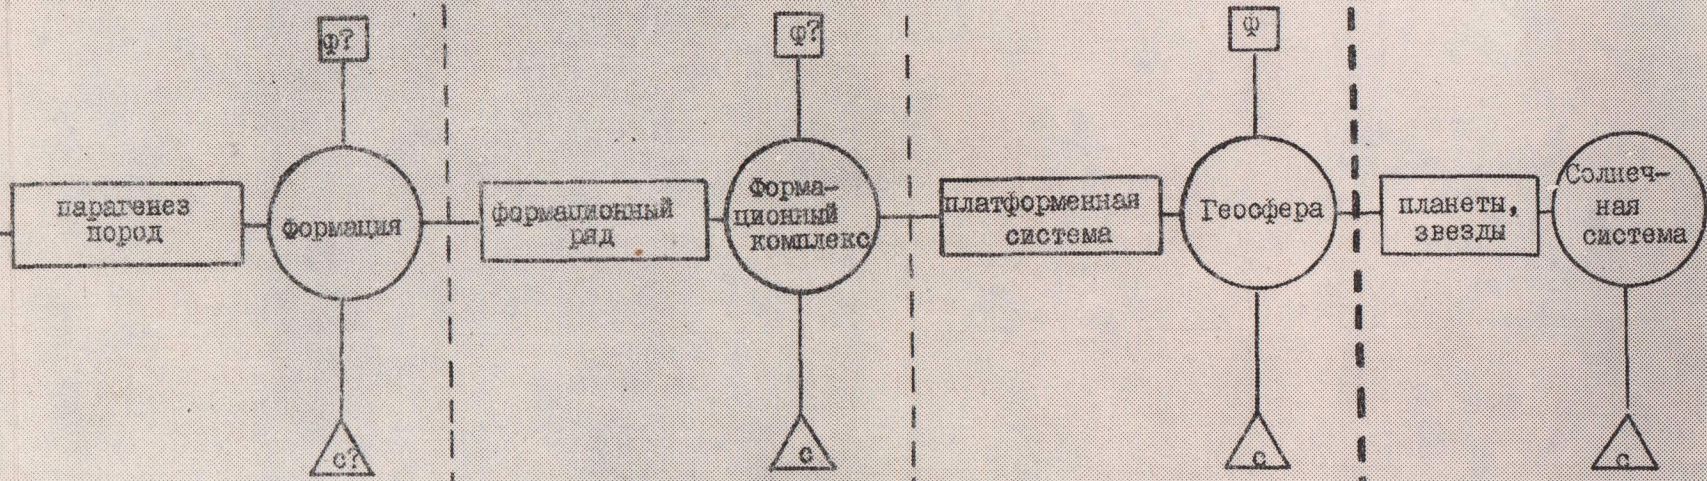 Ф?
Ф?
Ф
парагенез
пород
формация
формационный
ряд
Форма-
ционный
комплекс
платформенная
система
Геосфера
планеты,
звезды
Солнеч-
ная
система
с?
с
с
с